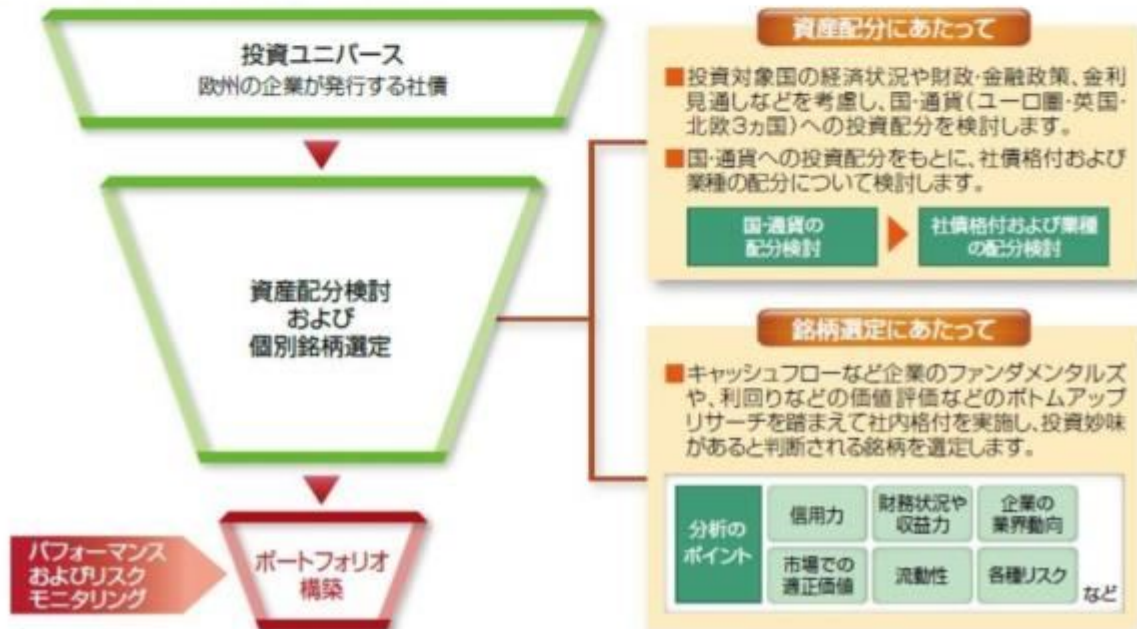 投資ユニバース
欧州の企業が発行する社債
資産配分検討
および
個別銘柄選定
パフォーマンス
およびリスク
モニタリング
ポートフォリオ
構築
資産配分にあたって
■投資対象国の経済状況や財政・金融政策、金利
見通しなどを考慮し、国・通貨(ユーロ圏・英国・
北欧3ヵ国)への投資配分を検討します。
■国・通貨への投資配分をもとに、社債格付および
業種の配分について検討します。
国・通貨の
配分検討
社債格付および業種
の配分検討
銘柄選定にあたって
■キャッシュフローなど企業のファンダメンタルズ
や、利回りなどの価値評価などのボトムアップ
リサーチを踏まえて社内格付を実施し、投資妙味
があると判断される銘柄を選定します。
分析の
ポイント
信用力
財務状況や
収益力
企業の
業界動向
市場での
適正価値
流動性
各種リスク
など